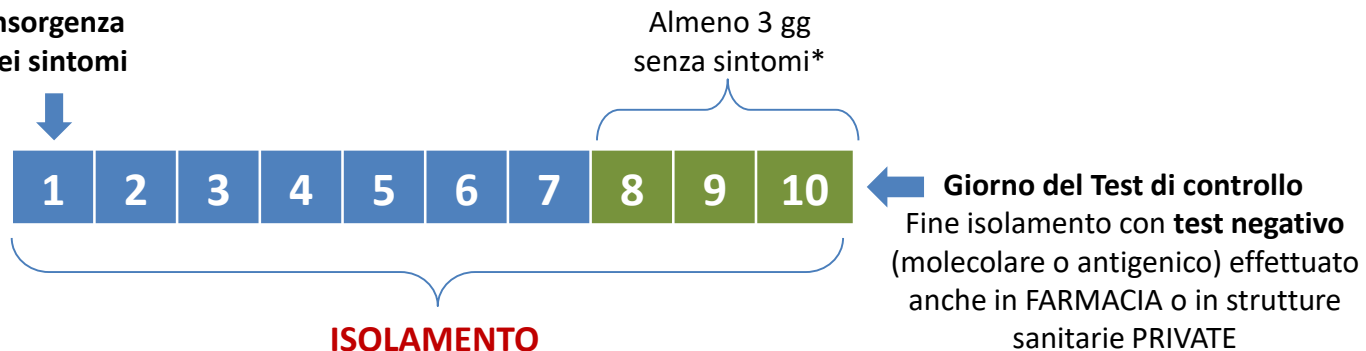 nsorgenza
ei sintomi
Almeno 3 gg
senza sintomi*
1 2 3 4 5 6 7 8 9 10
Giorno del Test di controllo
Fine isolamento con test negativo
(molecolare o antigenico) effettuato
anche in FARMACIA o in strutture
sanitarie PRIVATE
ISOLAMENTO